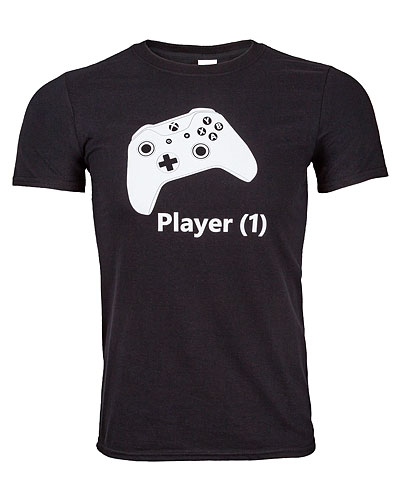 Y
X B
A
Player (1)